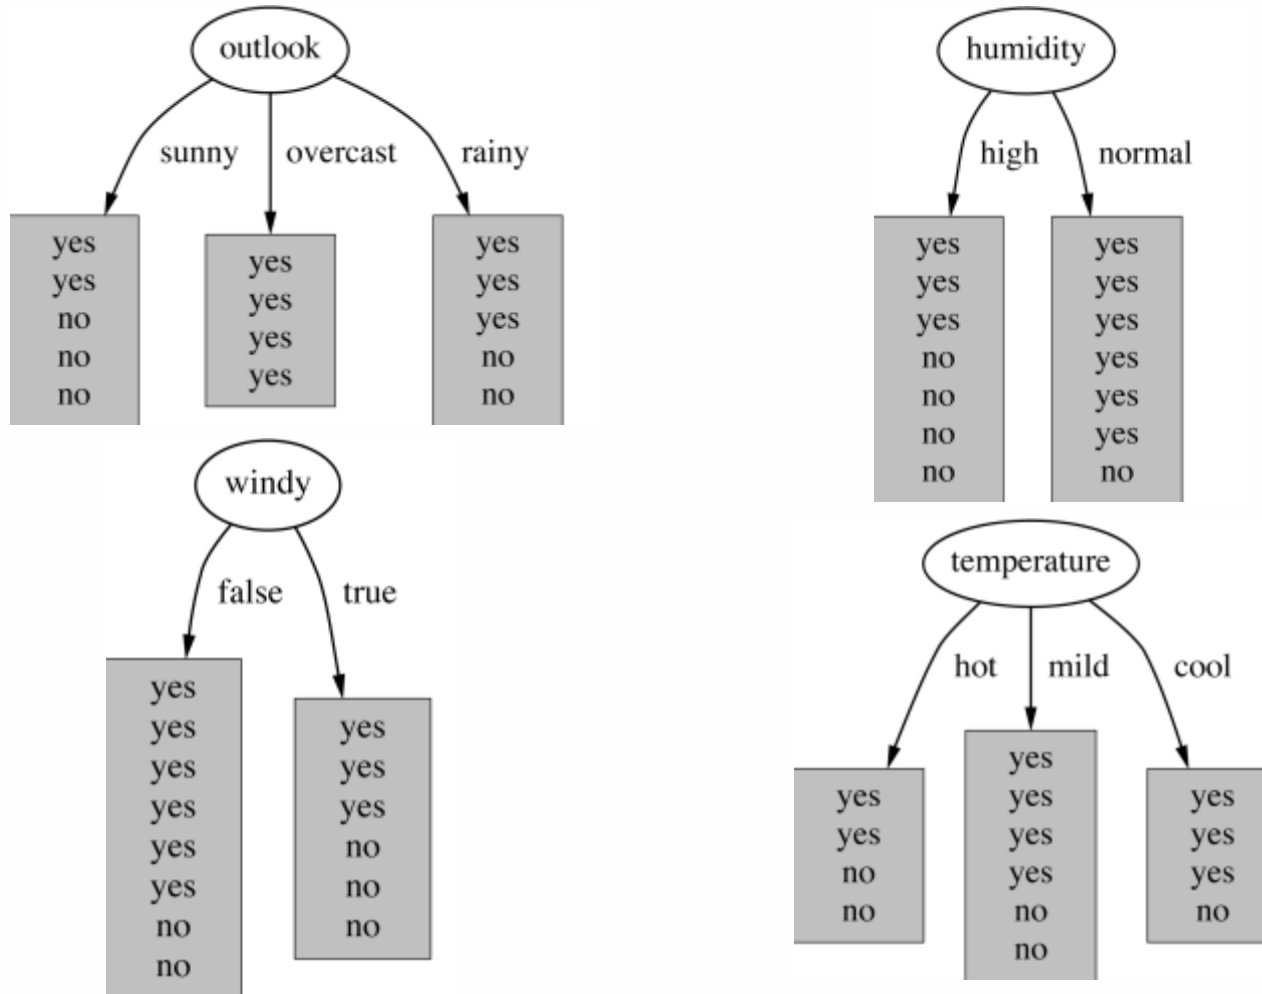 outlook
sunny overcast rainy
yes
yes
no
no
no
yes
yes
yes
yes
yes
yes
yes
no
no
humidity
high normal
yes
yes
yes
no
no
no
no
yes
yes
yes
yes
yes
yes
no
windy
false true
yes
yes
yes
yes
yes
yes
no
no
yes
yes
yes
no
no
no
temperature
hot mild cool
yes
yes
no
no
yes
yes
yes
yes
no
no
yes
yes
yes
no